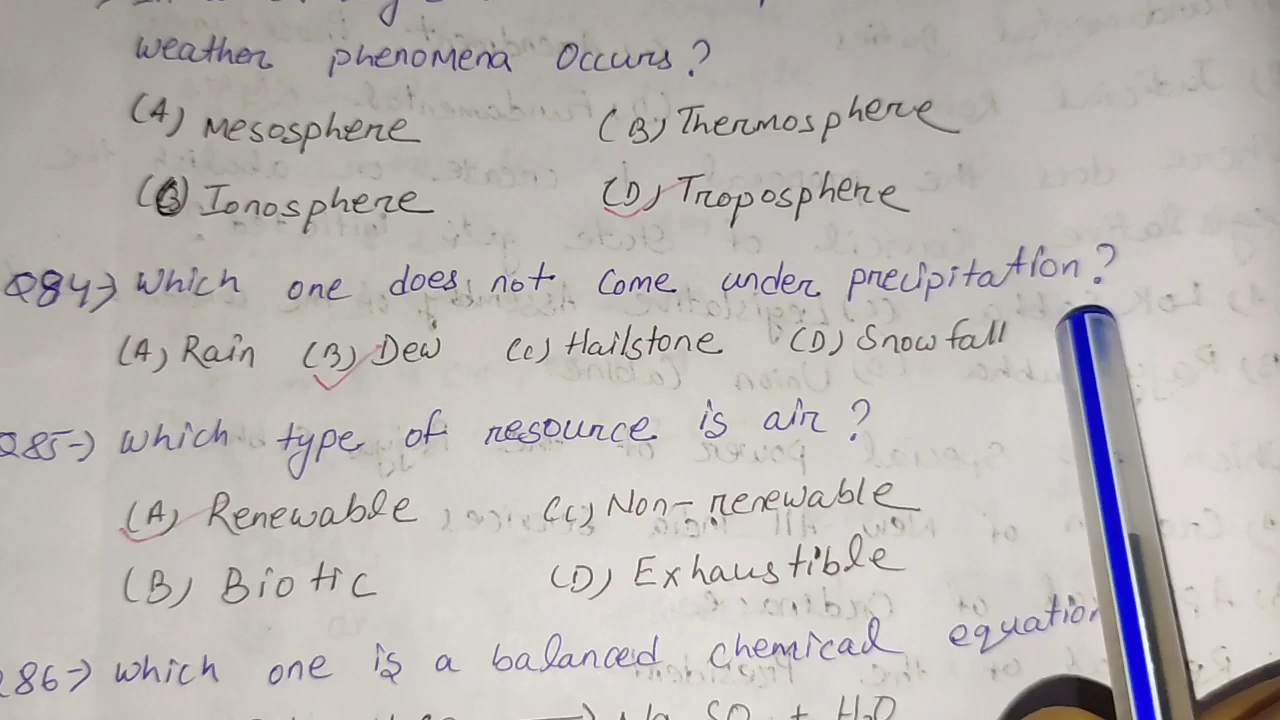 weather phenomena Occurs?
(A) Mesosphere (B) Thermosphere
(C) Ionosphere (D) Troposphere
Q84→ Which one does not come under precipitation?
(A) Rain (B) Dew (C) Hailstone (D) Snowfall
Q85→ Which type of resource is air?
(A) Renewable (C) Non-renewable
(B) Biotic (D) Exhaustible
Q86→ Which one is a balanced chemical equation